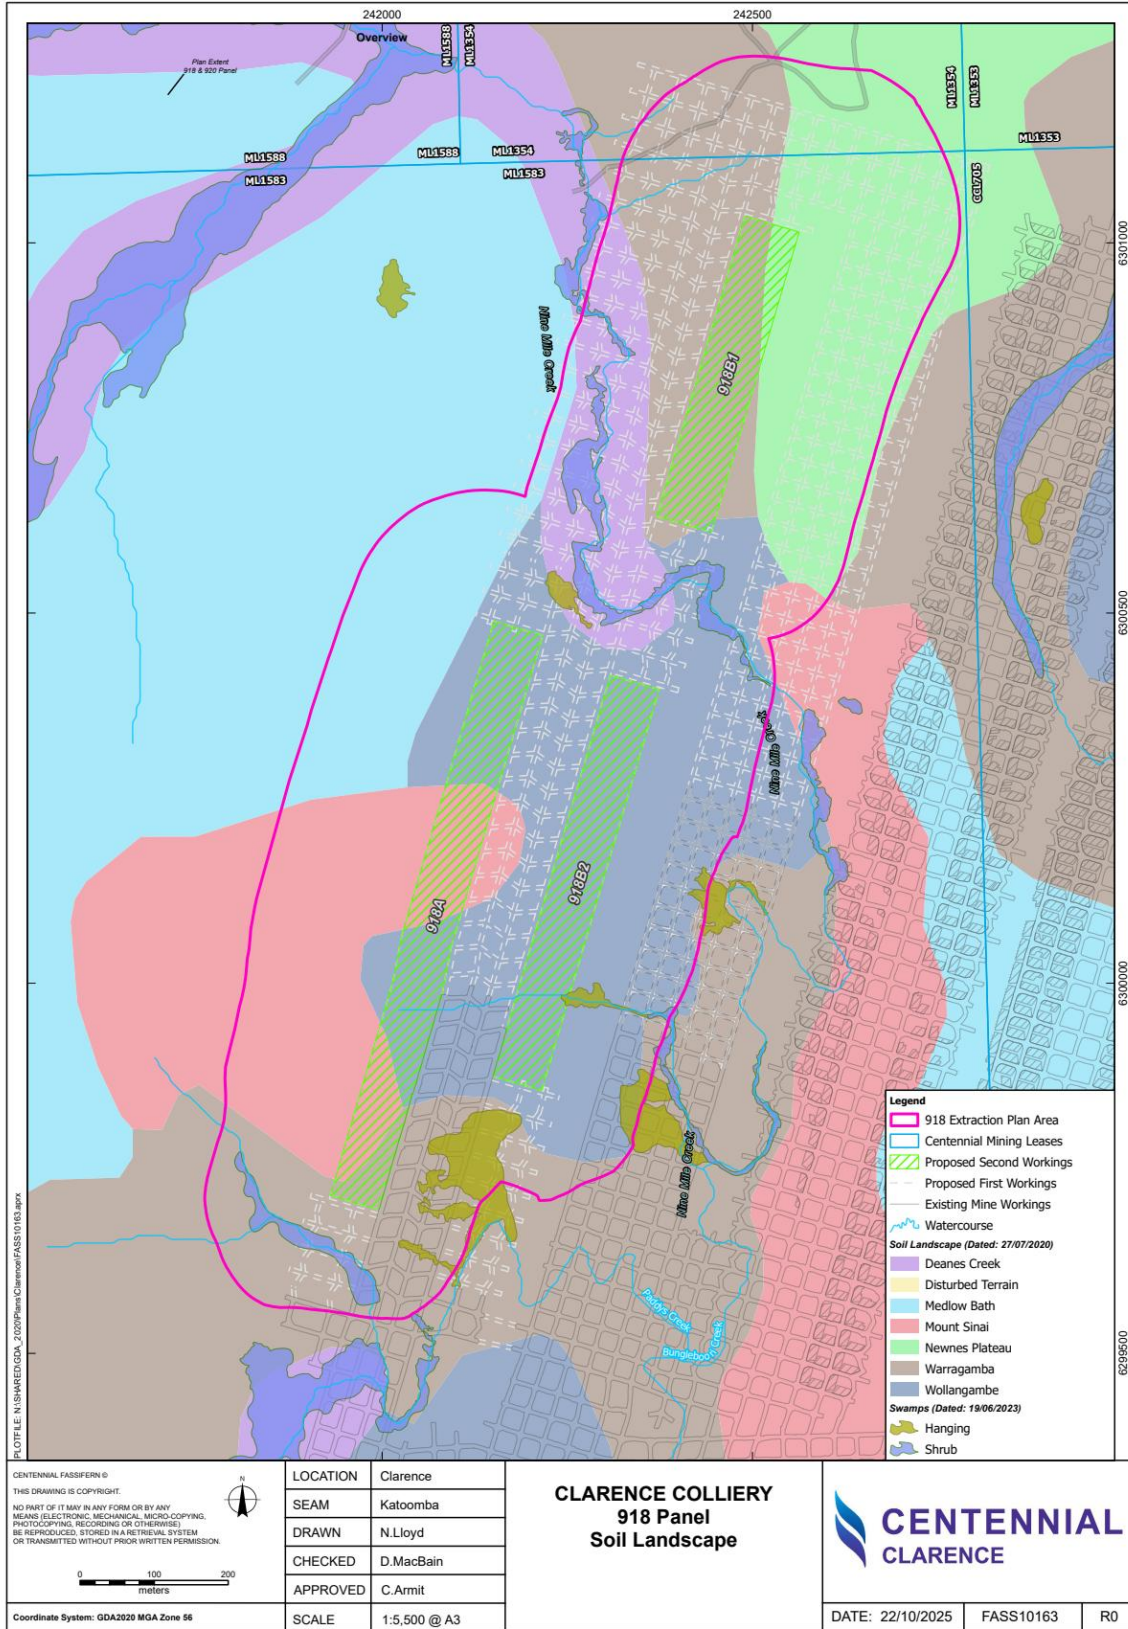 242000
242500
Overview
Plan Extent
918 & 920 Panel
ML1588
ML1354
ML1354
ML1353
ML1588
ML1583
ML1588
ML1354
ML1583
ML1353
CCL705
6301000
Nine Mile Creek
918B1
6300500
Nine Mile Creek
918A
918B2
6300000
Nine Mile Creek
Paddys Creek
Bungleboori Creek
6299500
Legend
918 Extraction Plan Area
Centennial Mining Leases
Proposed Second Workings
Proposed First Workings
Existing Mine Workings
Watercourse
Soil Landscape (Dated: 27/07/2020)
Deanes Creek
Disturbed Terrain
Medlow Bath
Mount Sinai
Newnes Plateau
Warragamba
Wollangambe
Swamps (Dated: 19/06/2023)
Hanging
Shrub
PLOTFILE: N:\SHARED\GDA_2020\Plans\Clarence\FASS10163.aprx
CENTENNIAL FASSIFERN ©
THIS DRAWING IS COPYRIGHT.
NO PART OF IT MAY IN ANY FORM OR BY ANY
MEANS (ELECTRONIC, MECHANICAL, MICRO-COPYING,
PHOTOCOPYING, RECORDING OR OTHERWISE)
BE REPRODUCED, STORED IN A RETRIEVAL SYSTEM
OR TRANSMITTED WITHOUT PRIOR WRITTEN PERMISSION.
N
0 100 200
meters
Coordinate System: GDA2020 MGA Zone 56
LOCATION Clarence
SEAM Katoomba
DRAWN N.Lloyd
CHECKED D.MacBain
APPROVED C.Armit
SCALE 1:5,500 @ A3
CLARENCE COLLIERY
918 Panel
Soil Landscape
CENTENNIAL
CLARENCE
DATE: 22/10/2025 FASS10163 R0